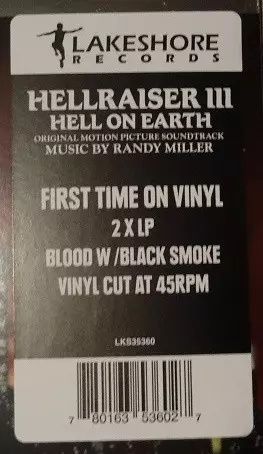 LAKESHORE
RECORDS
HELLRAISER III
HELL ON EARTH
ORIGINAL MOTION PICTURE SOUNDTRACK
MUSIC BY RANDY MILLER
FIRST TIME ON VINYL
2 X LP
BLOOD W/BLACK SMOKE
VINYL CUT AT 45RPM
LKS35360
7 80163 53602 7